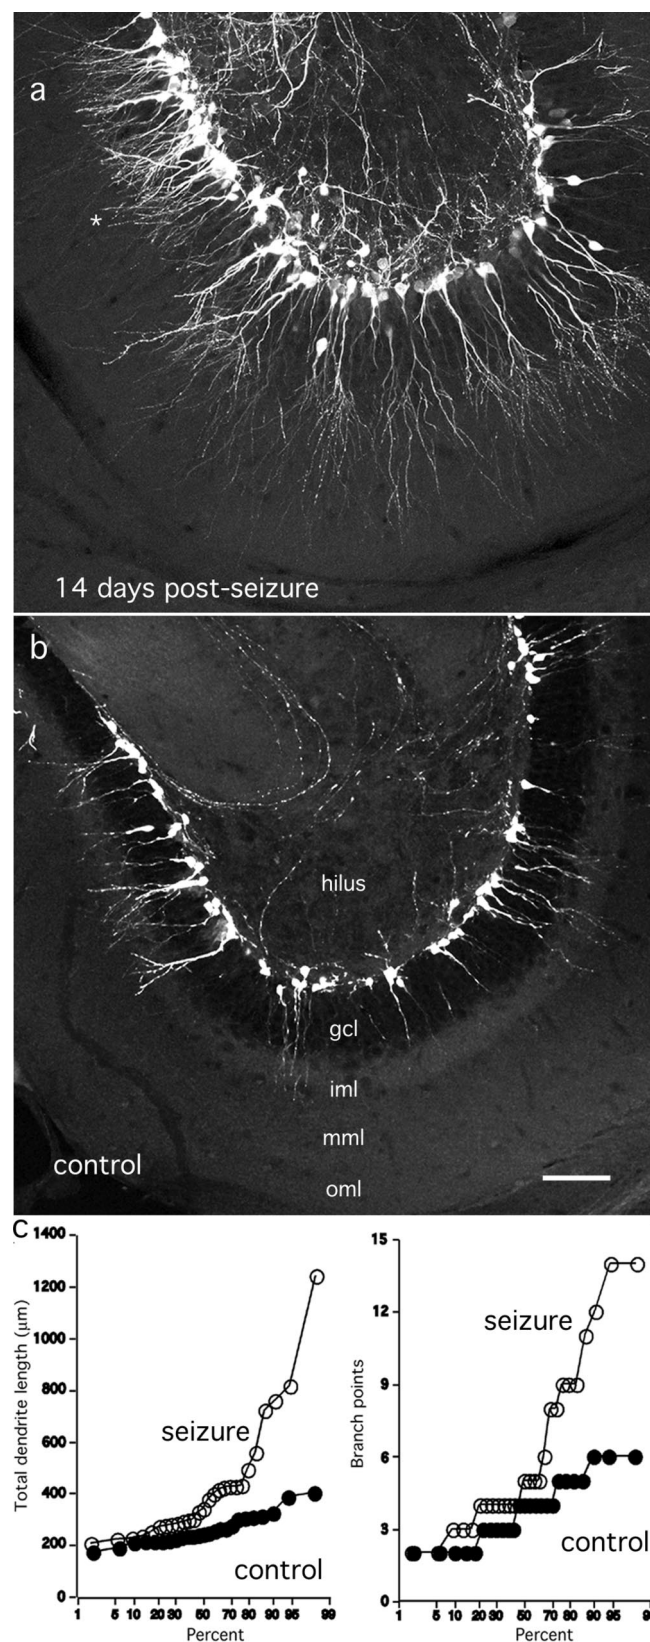 a
*
14 days post-seizure
b
hilus
gcl
iml
mml
oml
control
c
Total dendrite length (µm)
1400
1200
1000
800
600
400
200
0
seizure
control
1 5 10 20 30 50 70 80 90 95 99
Percent
Branch points
15
12
9
6
3
0
seizure
control
1 5 10 20 30 50 70 80 90 95
Percent